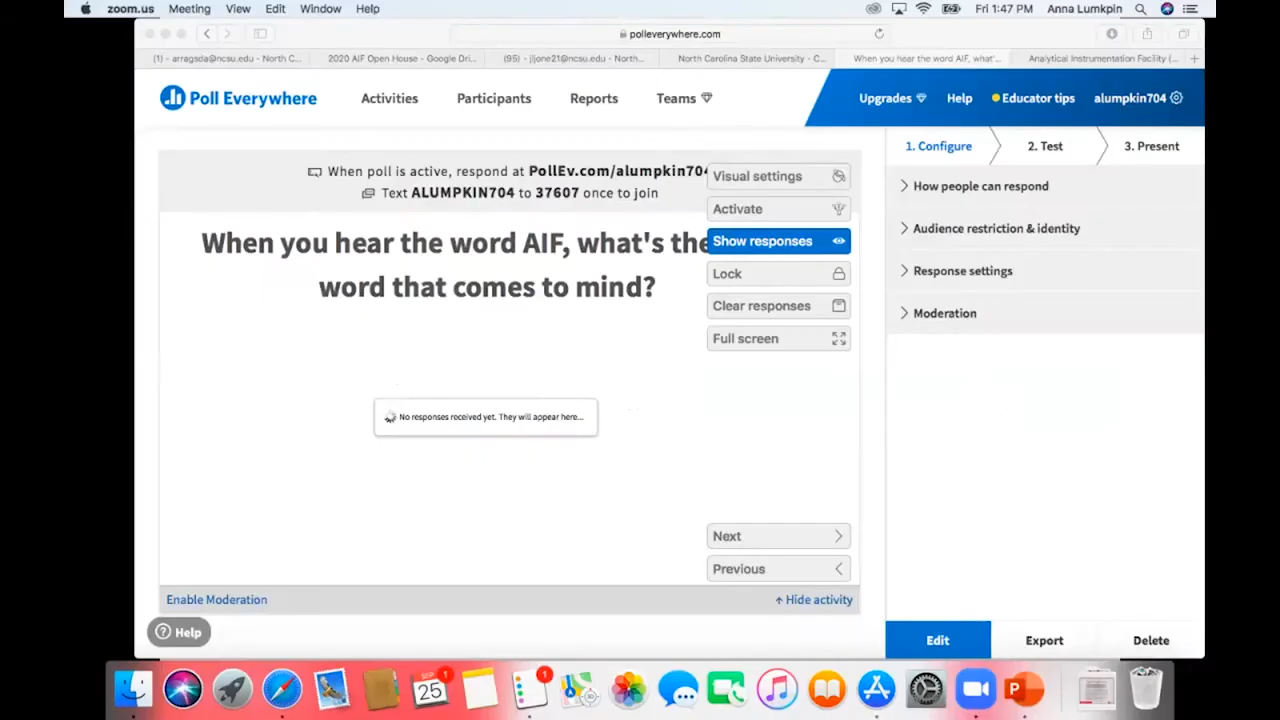 zoom.us Meeting View Edit Window Help Fri 1:47 PM Anna Lumpkin
polleverywhere.com
(1) - arragsda@ncsu.edu - North C... 2020 AIF Open House - Google Dri... (95) - jljone21@ncsu.edu - North... North Carolina State University - C... When you hear the word AIF, what's... Analytical Instrumentation Facility (...
Poll Everywhere Activities Participants Reports Teams Upgrades Help Educator tips alumpkin704
1. Configure 2. Test 3. Present
When poll is active, respond at PollEv.com/alumpkin704
Text ALUMPKIN704 to 37607 once to join
When you hear the word AIF, what's the
word that comes to mind?
Visual settings
Activate
Show responses
Lock
Clear responses
Full screen
No responses received yet. They will appear here...
Next
Previous
Enable Moderation Hide activity
Help
How people can respond
Audience restriction & identity
Response settings
Moderation
Edit Export Delete
SEP 25 1
1
P